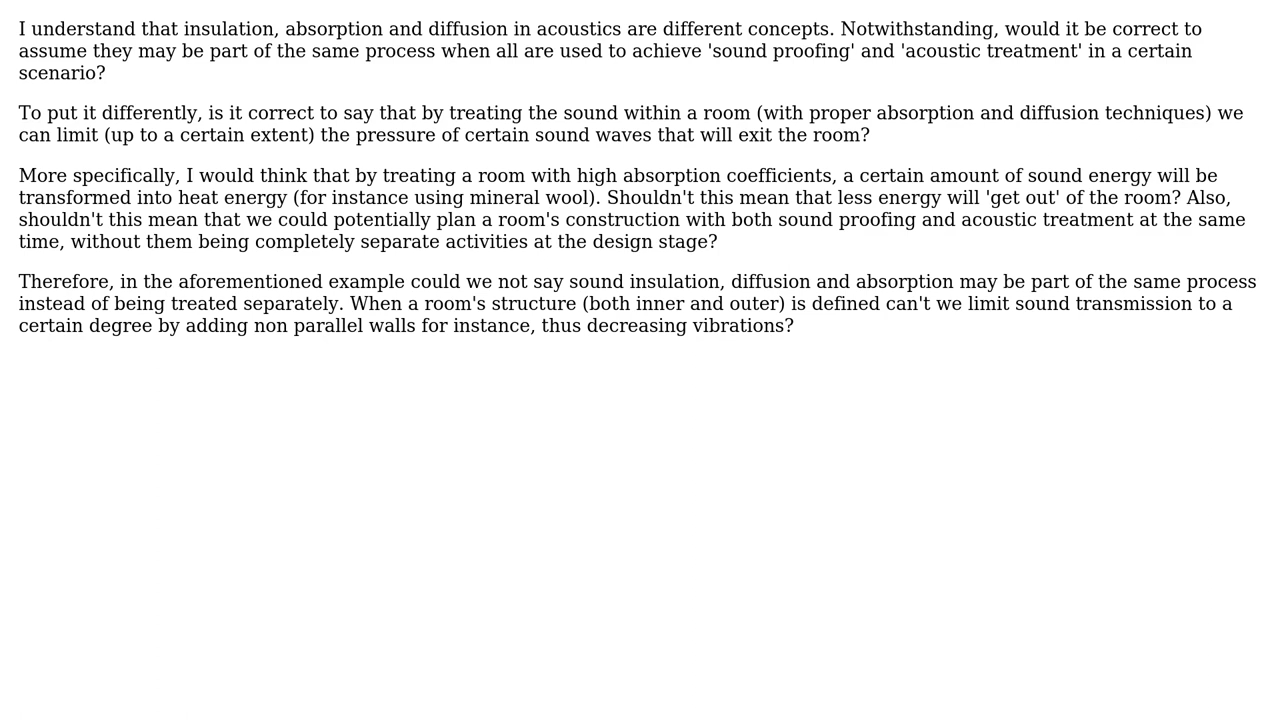 I understand that insulation, absorption and diffusion in acoustics are different concepts. Notwithstanding, would it be correct to
assume they may be part of the same process when all are used to achieve 'sound proofing' and 'acoustic treatment' in a certain
scenario?
To put it differently, is it correct to say that by treating the sound within a room (with proper absorption and diffusion techniques) we
can limit (up to a certain extent) the pressure of certain sound waves that will exit the room?
More specifically, I would think that by treating a room with high absorption coefficients, a certain amount of sound energy will be
transformed into heat energy (for instance using mineral wool). Shouldn't this mean that less energy will 'get out' of the room? Also,
shouldn't this mean that we could potentially plan a room's construction with both sound proofing and acoustic treatment at the same
time, without them being completely separate activities at the design stage?
Therefore, in the aforementioned example could we not say sound insulation, diffusion and absorption may be part of the same process
instead of being treated separately. When a room's structure (both inner and outer) is defined can't we limit sound transmission to a
certain degree by adding non parallel walls for instance, thus decreasing vibrations?